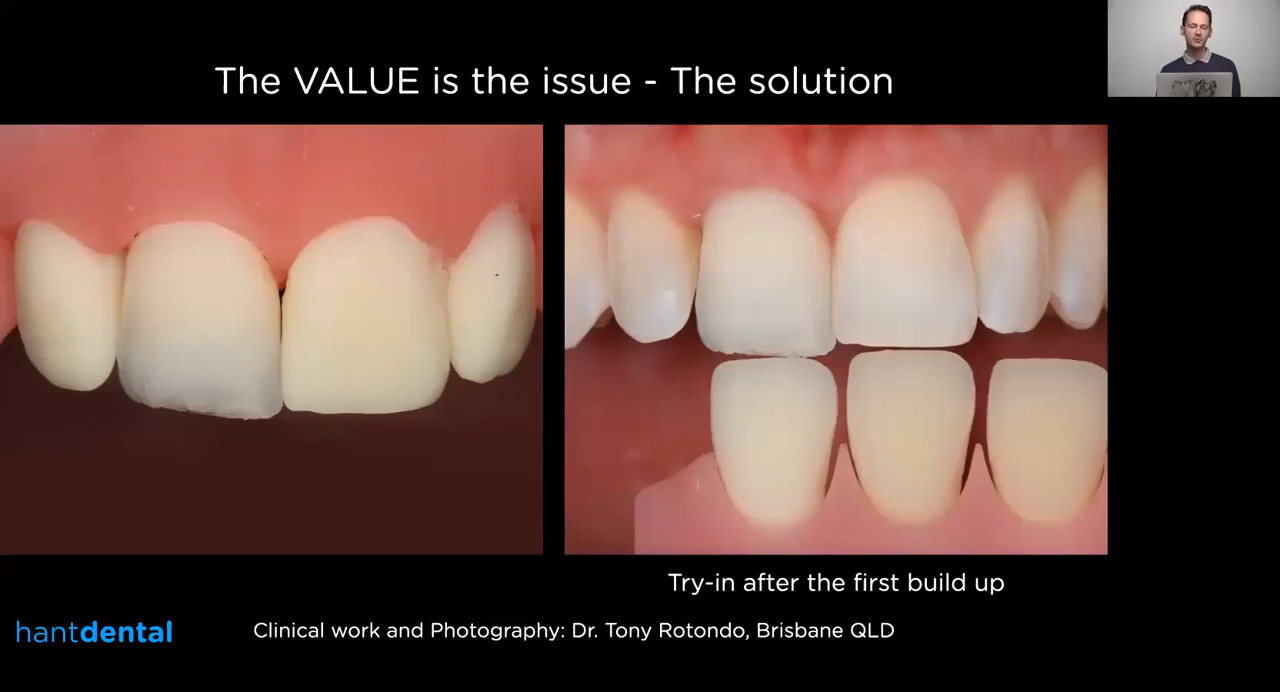 The VALUE is the issue - The solution
Try-in after the first build up
hantdental
Clinical work and Photography: Dr. Tony Rotondo, Brisbane QLD